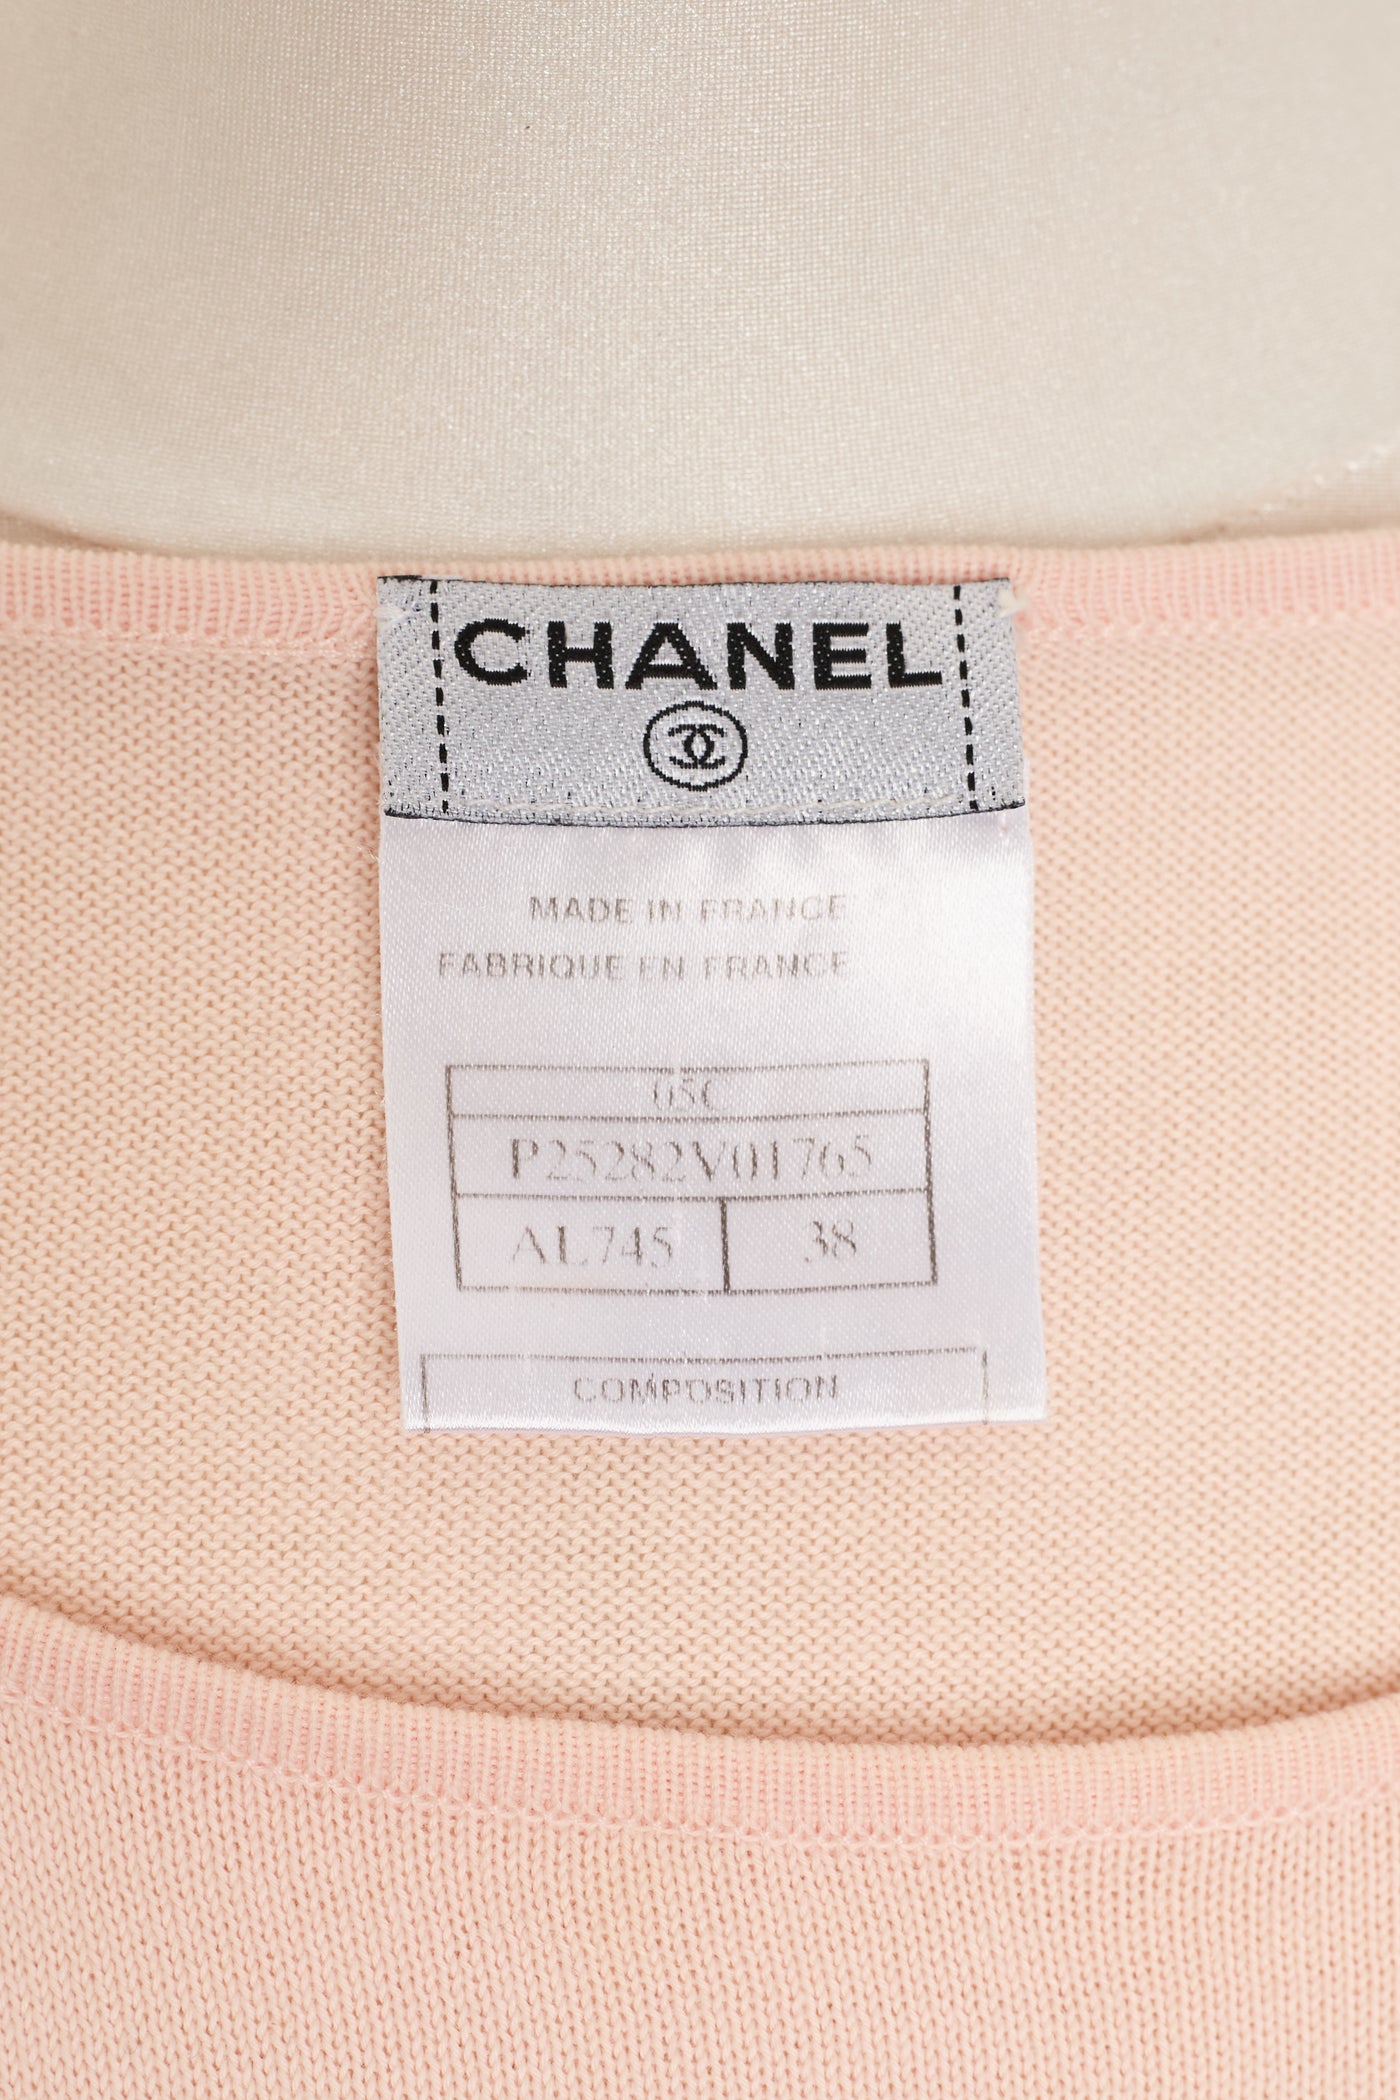 CHANEL
MADE IN FRANCE
FABRIQUE EN FRANCE
05C
P25282V01765
AL745 38
COMPOSITION